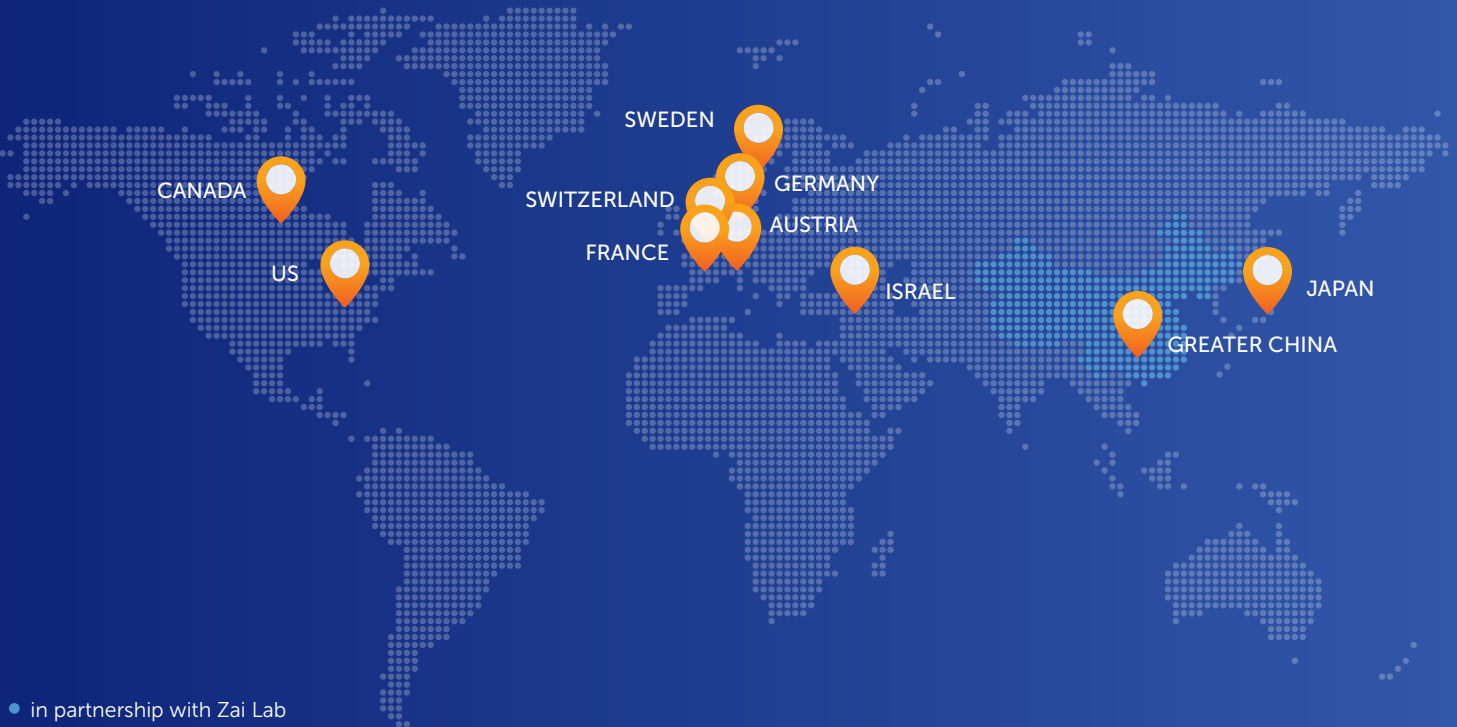 SWEDEN
GERMANY
CANADA
SWITZERLAND
AUSTRIA
FRANCE
US
ISRAEL
JAPAN
GREATER CHINA
in partnership with Zai Lab